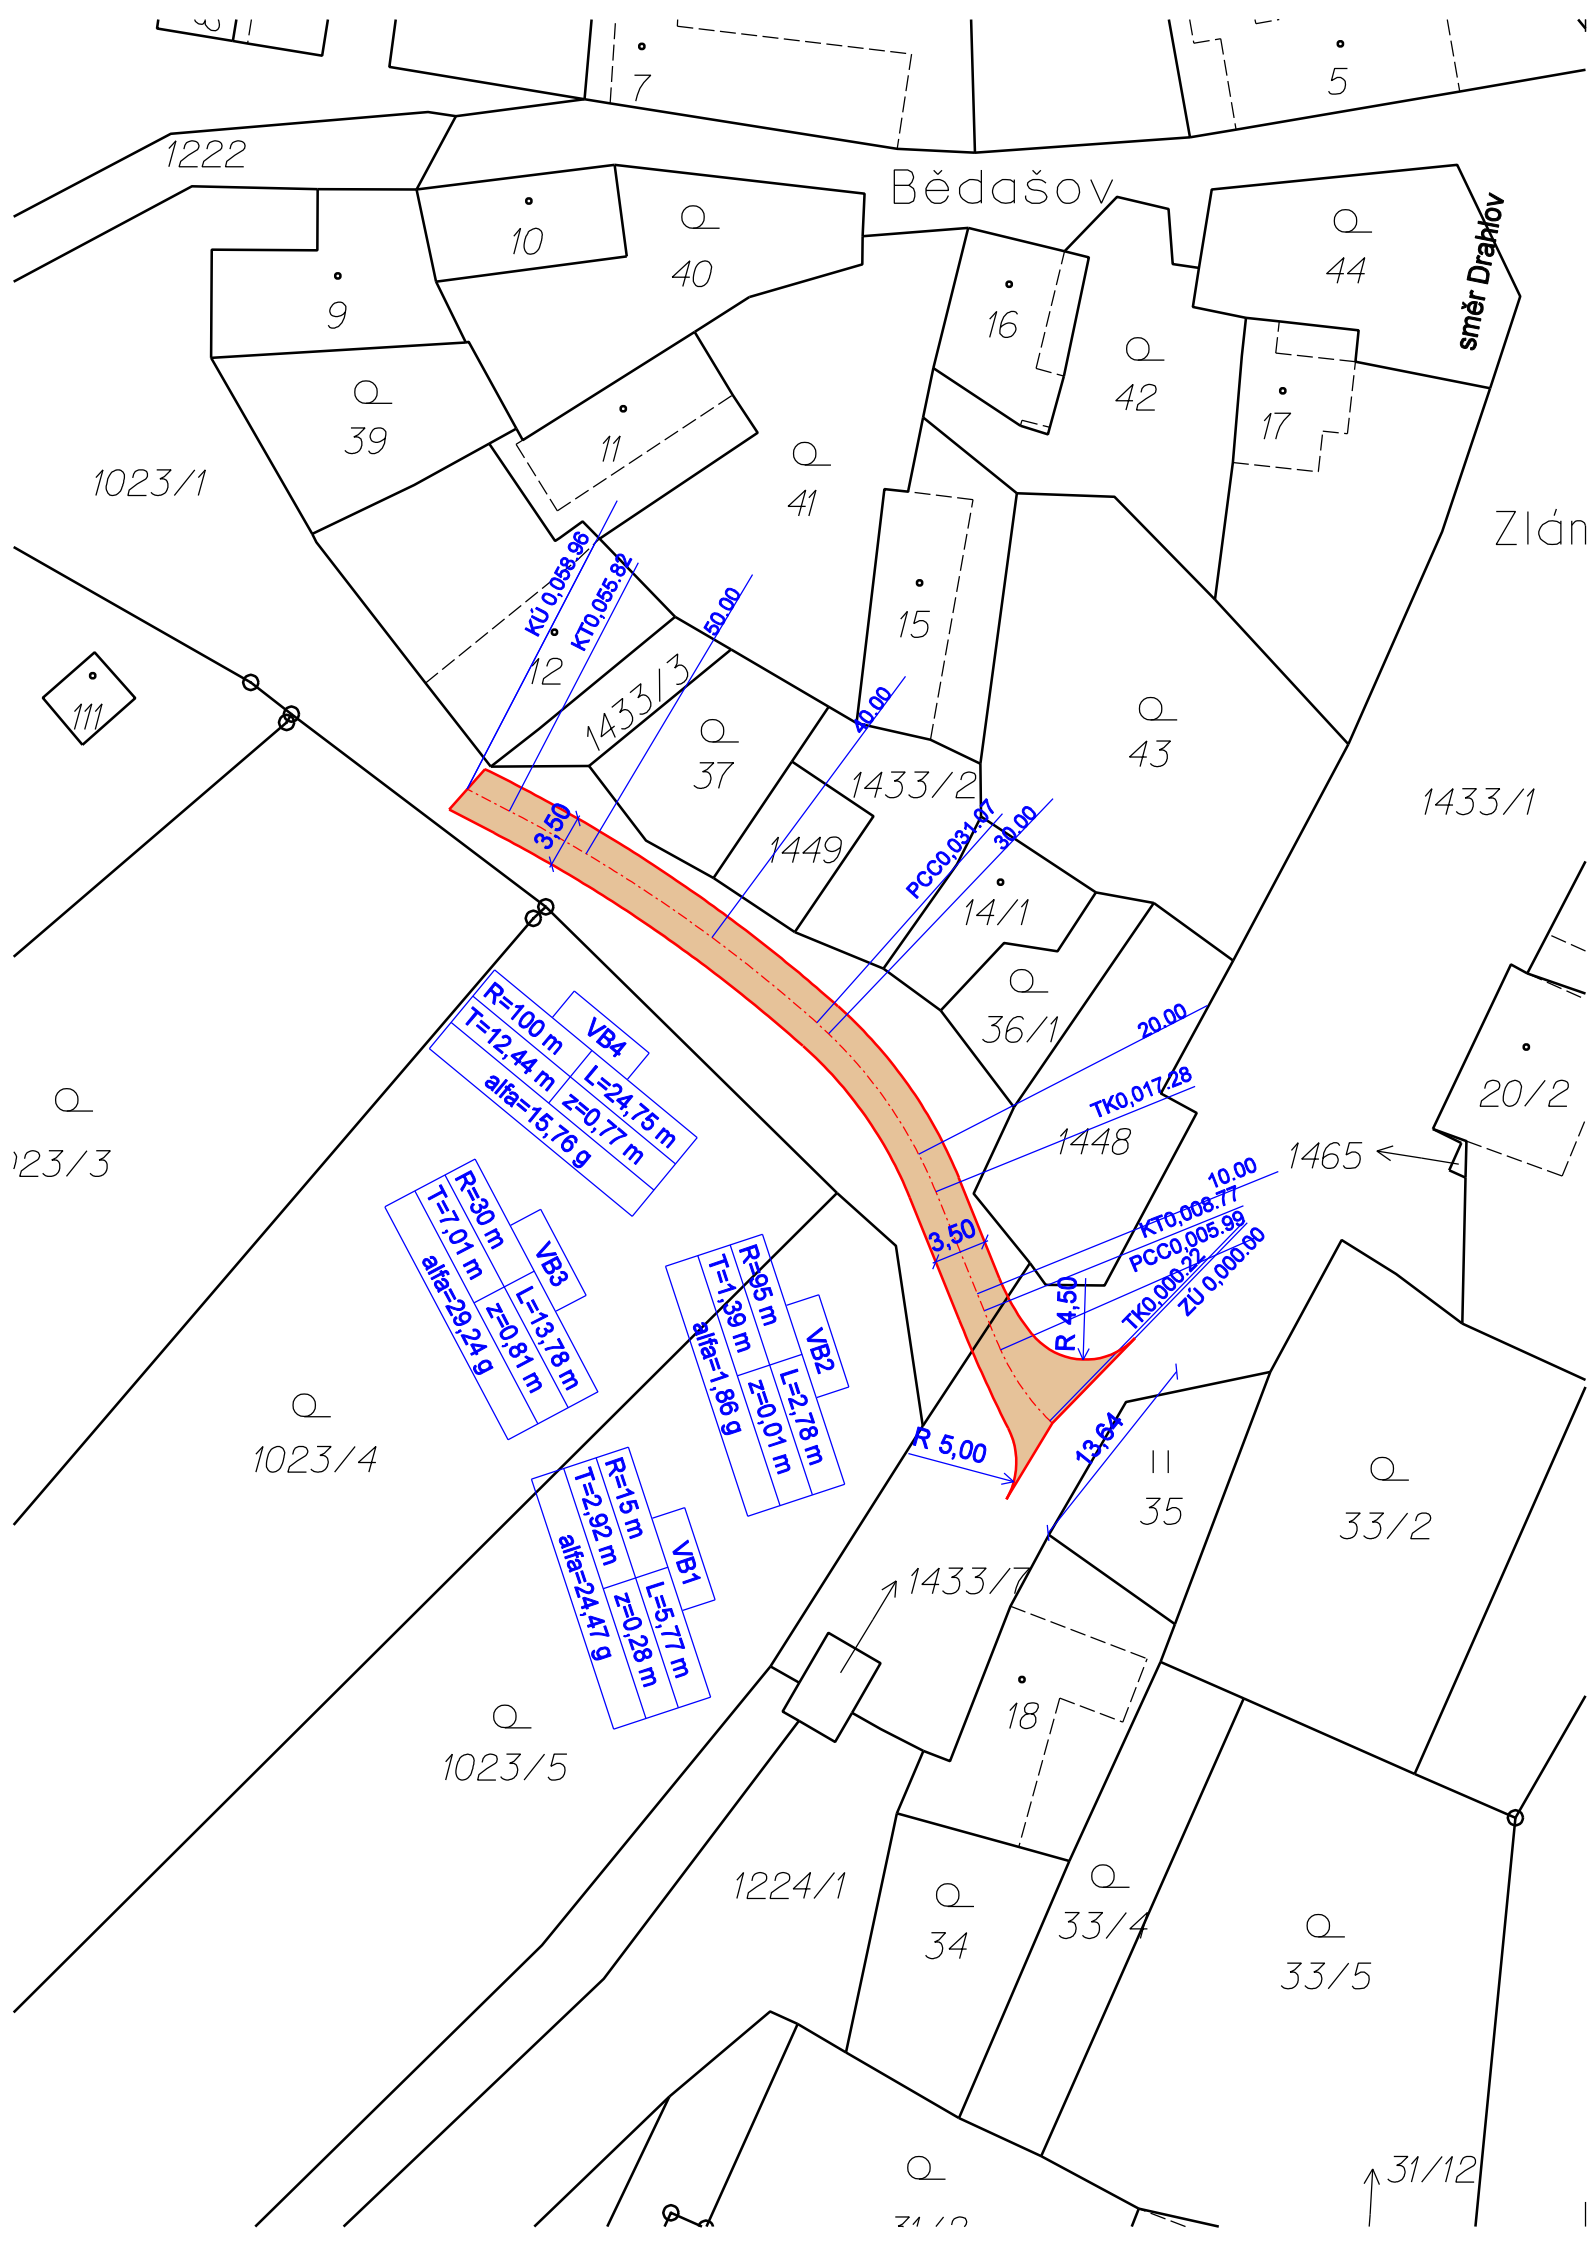 7
5
1222
Bědašov
10
40
44
směr Drahlov
9
16
39
11
42
17
1023/1
41
Zlán
KÚ 0,058.96
KT0,055.82
50.00
12
15
1433/3
111
37
40.00
43
1433/2
1433/1
3,50
1449
PCC0,031.07
30.00
14/1
36/1
20.00
R=100 m
T=12,44 m
alfa=15,76 g
L=24,75 m
z=0,77 m
VB4
TK0,017.28
20/2
1448
1465
23/3
10.00
KT0,008.77
PCC0,005.99
TK0,000.22
ZÚ 0,000.00
3,50
R 4,50
R=30 m
T=7,01 m
alfa=29,24 g
L=13,78 m
z=0,81 m
VB3
R=95 m
T=1,39 m
alfa=1,86 g
L=2,78 m
z=0,01 m
VB2
1023/4
R 5,00
13,64
35
33/2
R=15 m
T=2,92 m
alfa=24,47 g
L=5,77 m
z=0,28 m
VB1
1433/7
18
1023/5
1224/1
34
33/4
33/5
31/12